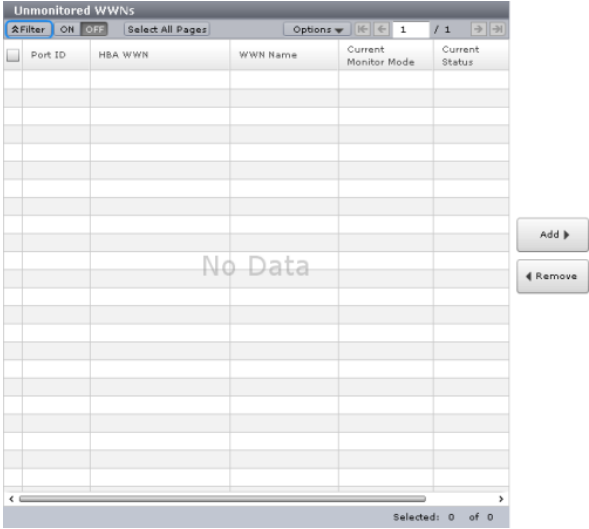 Unmonitored WWNs
Filter ON OFF Select All Pages Options 1 / 1
Port ID HBA WWN WWN Name Current Monitor Mode Current Status
No Data
Add
Remove
Selected: 0 of 0